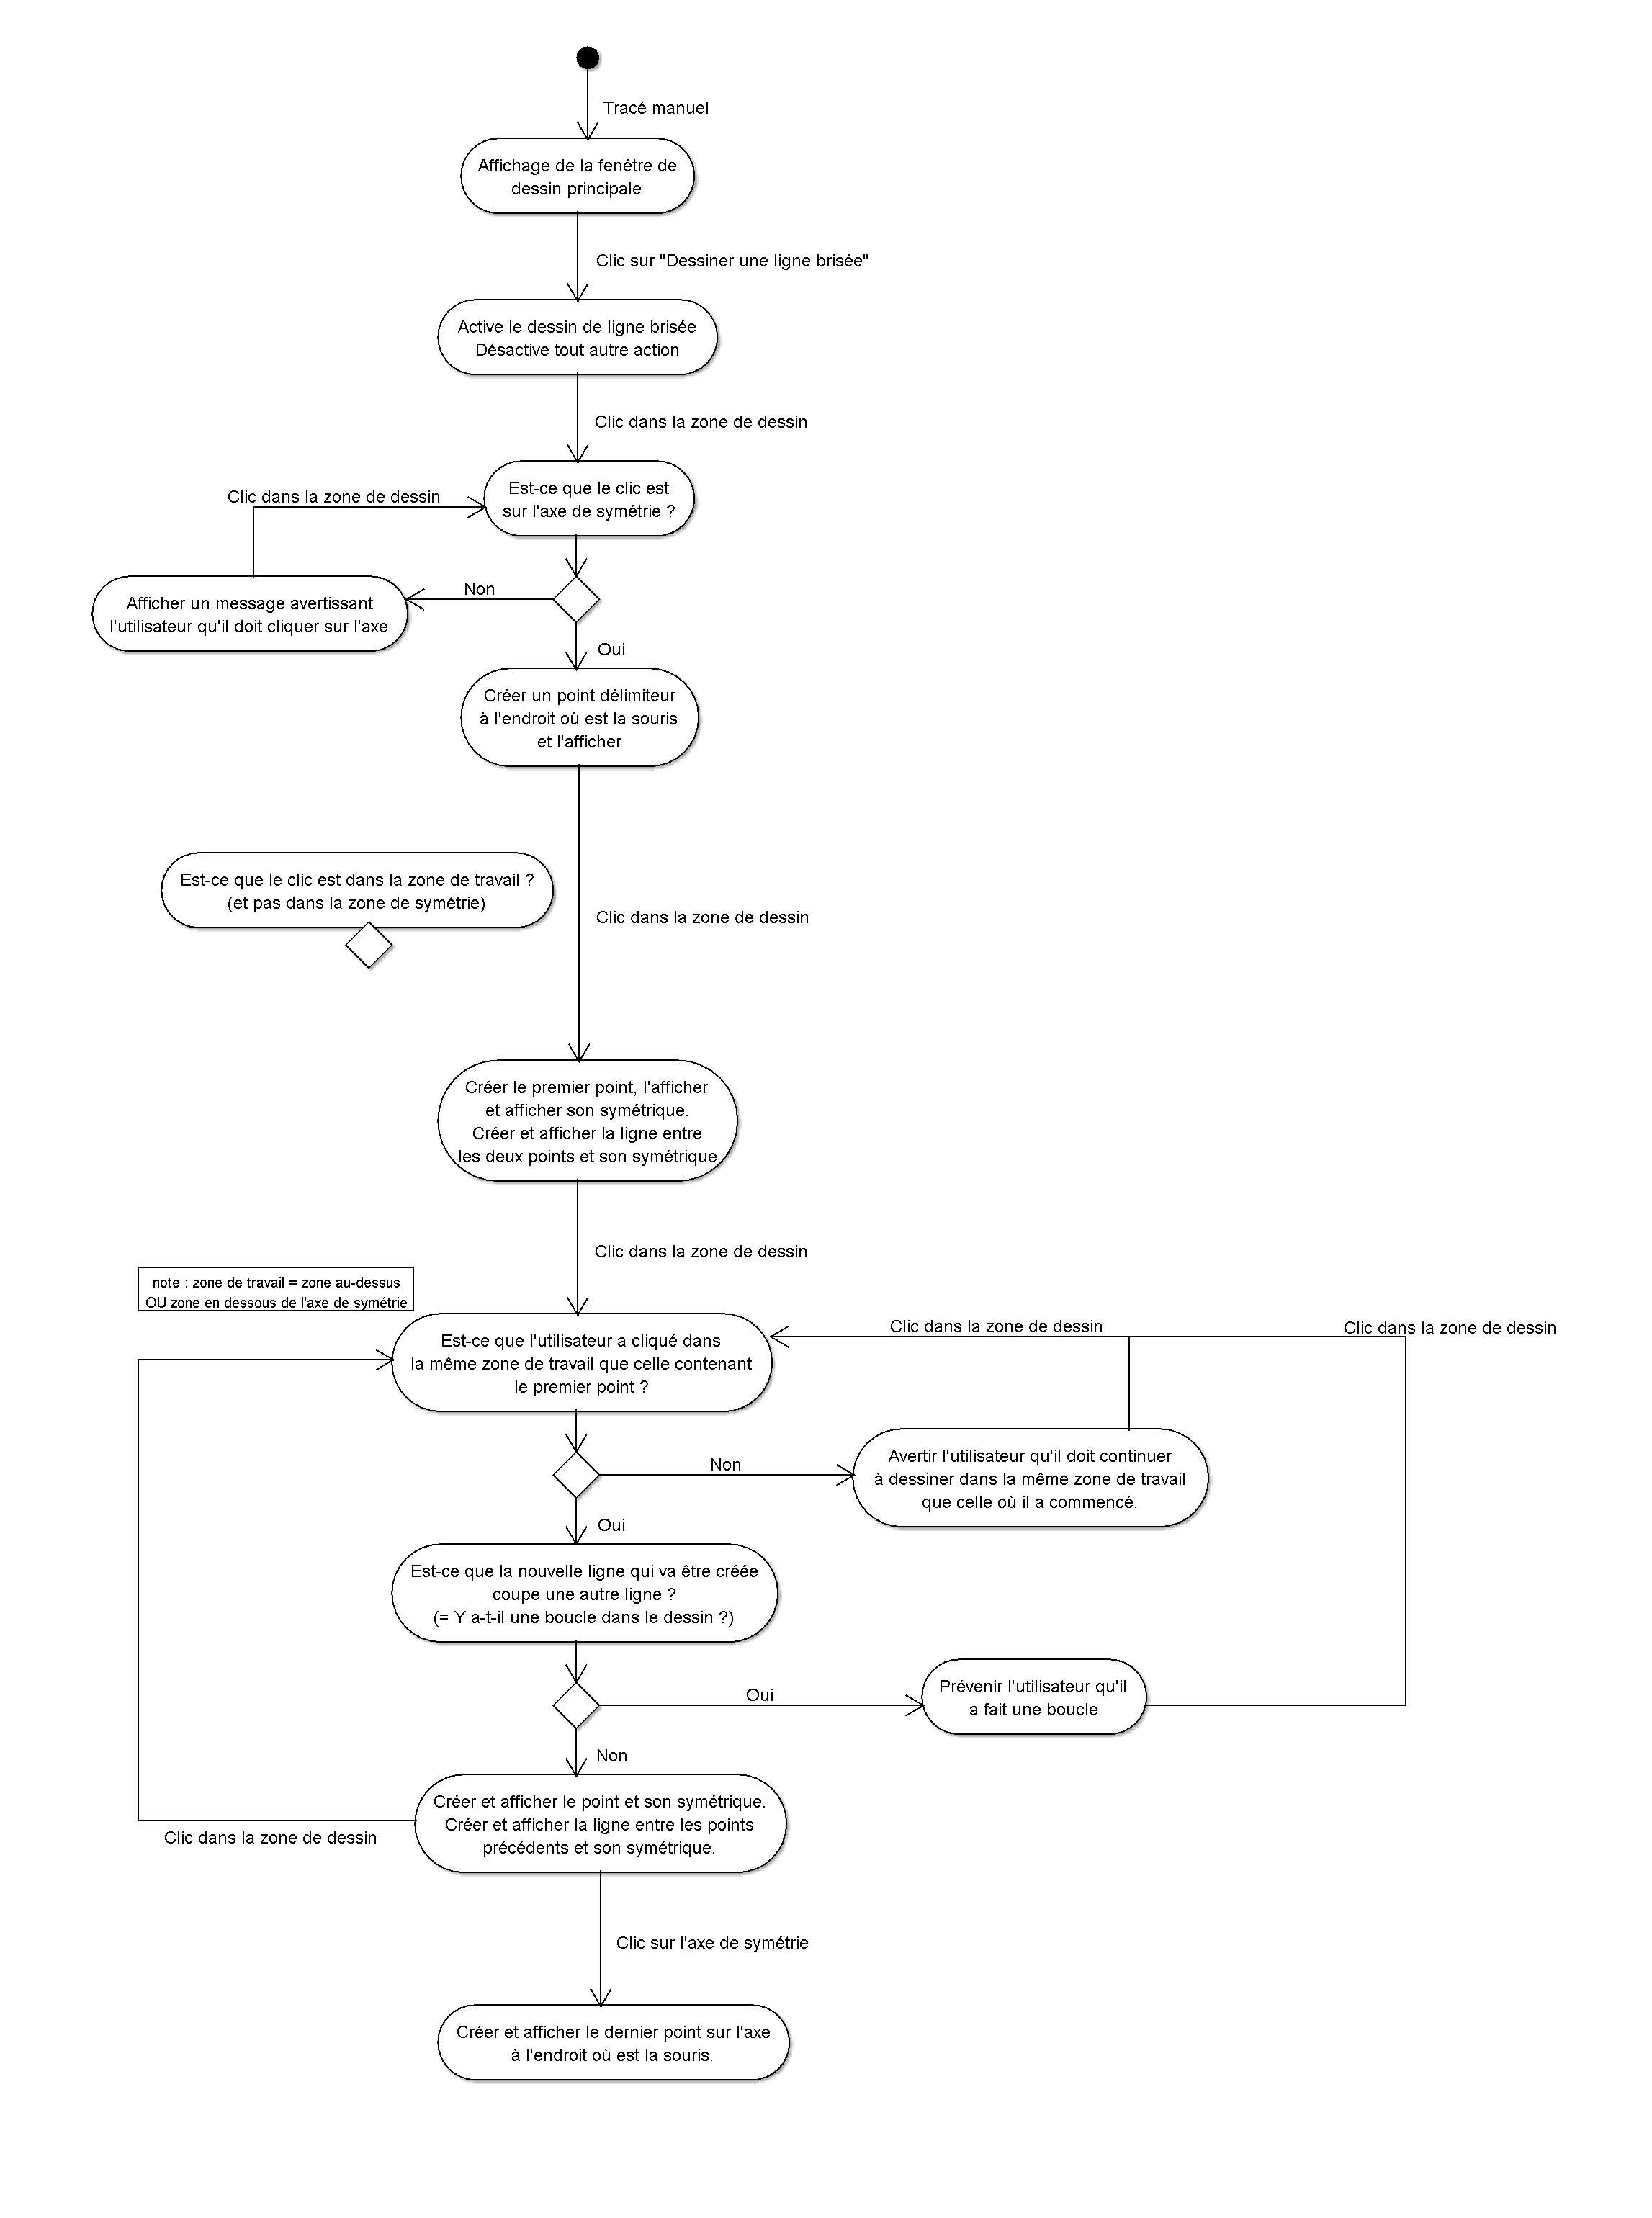 Tracé manuel
Affichage de la fenêtre de
dessin principale
Clic sur "Dessiner une ligne brisée"
Active le dessin de ligne brisée
Désactive tout autre action
Clic dans la zone de dessin
Est-ce que le clic est
sur l'axe de symétrie ?
Clic dans la zone de dessin
Non
Afficher un message avertissant
l'utilisateur qu'il doit cliquer sur l'axe
Oui
Créer un point délimiteur
à l'endroit où est la souris
et l'afficher
Est-ce que le clic est dans la zone de travail ?
(et pas dans la zone de symétrie)
Clic dans la zone de dessin
Créer le premier point, l'afficher
et afficher son symétrique.
Créer et afficher la ligne entre
les deux points et son symétrique
Clic dans la zone de dessin
note : zone de travail = zone au-dessus
OU zone en dessous de l'axe de symétrie
Est-ce que l'utilisateur a cliqué dans
la même zone de travail que celle contenant
le premier point ?
Clic dans la zone de dessin
Clic dans la zone de dessin
Non
Avertir l'utilisateur qu'il doit continuer
à dessiner dans la même zone de travail
que celle où il a commencé.
Oui
Est-ce que la nouvelle ligne qui va être créée
coupe une autre ligne ?
(= Y a-t-il une boucle dans le dessin ?)
Oui
Prévenir l'utilisateur qu'il
a fait une boucle
Non
Créer et afficher le point et son symétrique.
Créer et afficher la ligne entre les points
précédents et son symétrique.
Clic dans la zone de dessin
Clic sur l'axe de symétrie
Créer et afficher le dernier point sur l'axe
à l'endroit où est la souris.